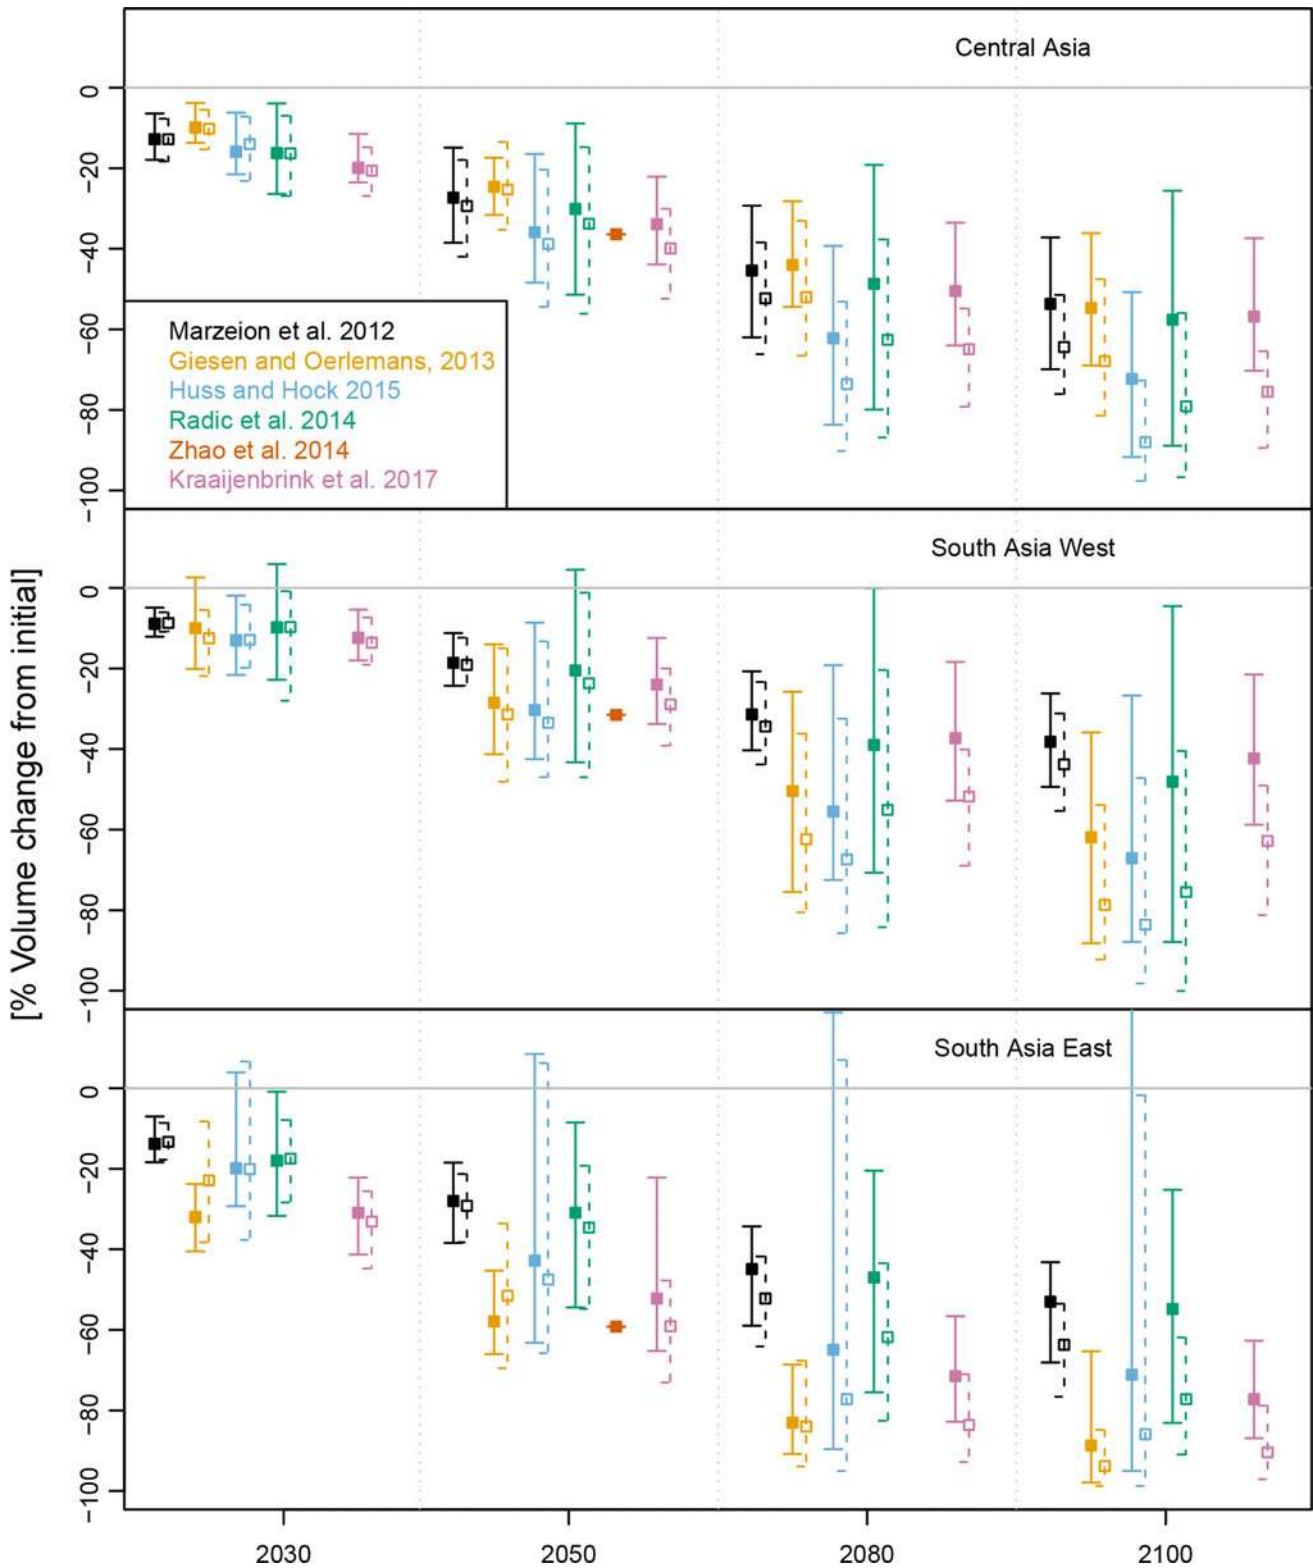 Central Asia
0
−20
−40
−60
−80
−100
Marzeion et al. 2012
Giesen and Oerlemans, 2013
Huss and Hock 2015
Radic et al. 2014
Zhao et al. 2014
Kraaijenbrink et al. 2017
[% Volume change from initial]
South Asia West
0
−20
−40
−60
−80
−100
South Asia East
0
−20
−40
−60
−80
−100
2030 2050 2080 2100